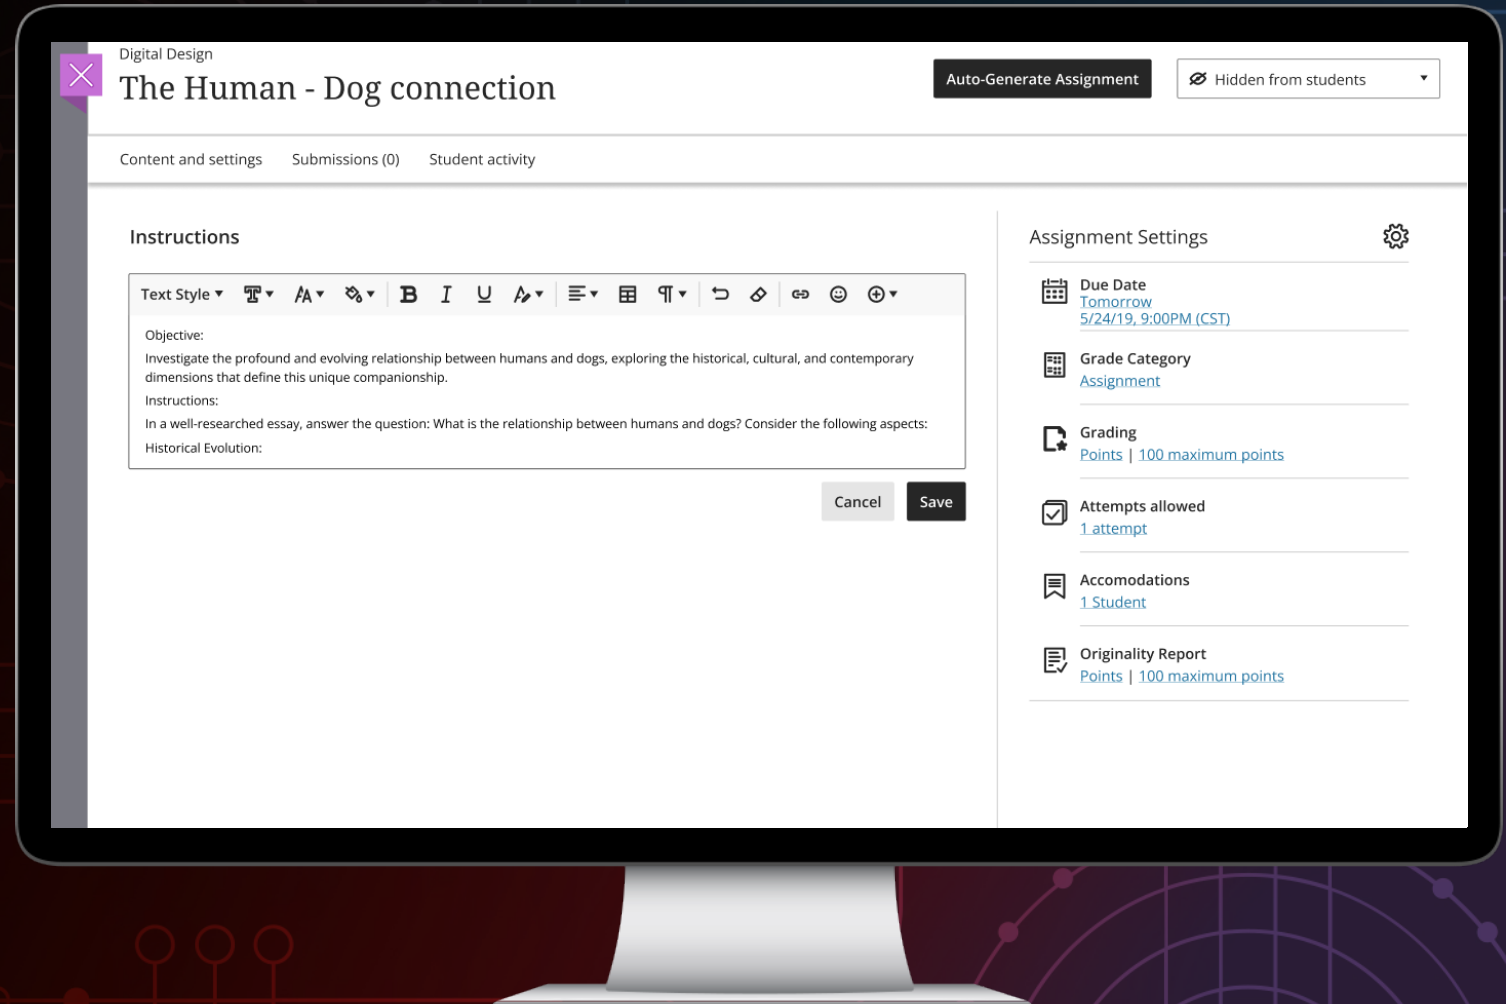 Digital Design
The Human - Dog connection
Auto-Generate Assignment
Hidden from students
Content and settings
Submissions (0)
Student activity
Instructions
Text Style
B I U
Objective:
Investigate the profound and evolving relationship between humans and dogs, exploring the historical, cultural, and contemporary
dimensions that define this unique companionship.
Instructions:
In a well-researched essay, answer the question: What is the relationship between humans and dogs? Consider the following aspects:
Historical Evolution:
Cancel
Save
Assignment Settings
Due Date
Tomorrow
5/24/19, 9:00PM (CST)
Grade Category
Assignment
Grading
Points | 100 maximum points
Attempts allowed
1 attempt
Accomodations
1 Student
Originality Report
Points | 100 maximum points